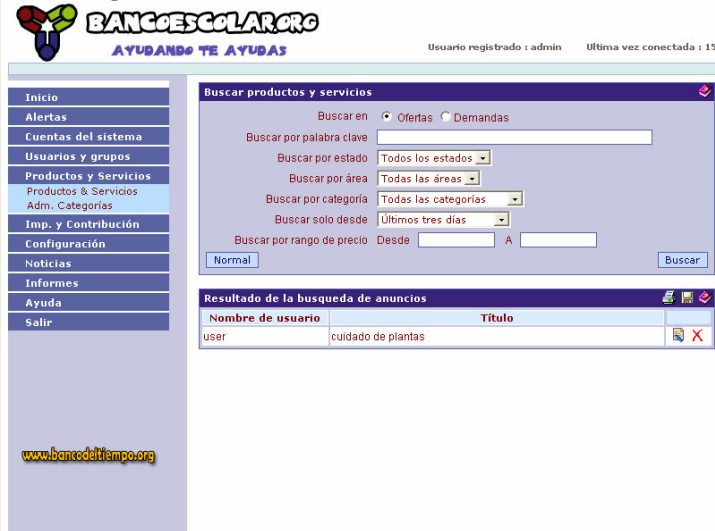 BANCOESCOLAR.ORG
AYUDANDO TE AYUDAS
Usuario registrado : admin Ultima vez conectada : 15
Inicio
Alertas
Cuentas del sistema
Usuarios y grupos
Productos y Servicios
Productos & Servicios
Adm. Categorías
Imp. y Contribución
Configuración
Noticias
Informes
Ayuda
Salir
www.bancodeltiempo.org
Buscar productos y servicios
Buscar en Ofertas Demandas
Buscar por palabra clave
Buscar por estado Todos los estados
Buscar por área Todas las áreas
Buscar por categoría Todas las categorías
Buscar solo desde Últimos tres días
Buscar por rango de precio Desde A
Normal Buscar
Resultado de la busqueda de anuncios
Nombre de usuario Título
user cuidado de plantas